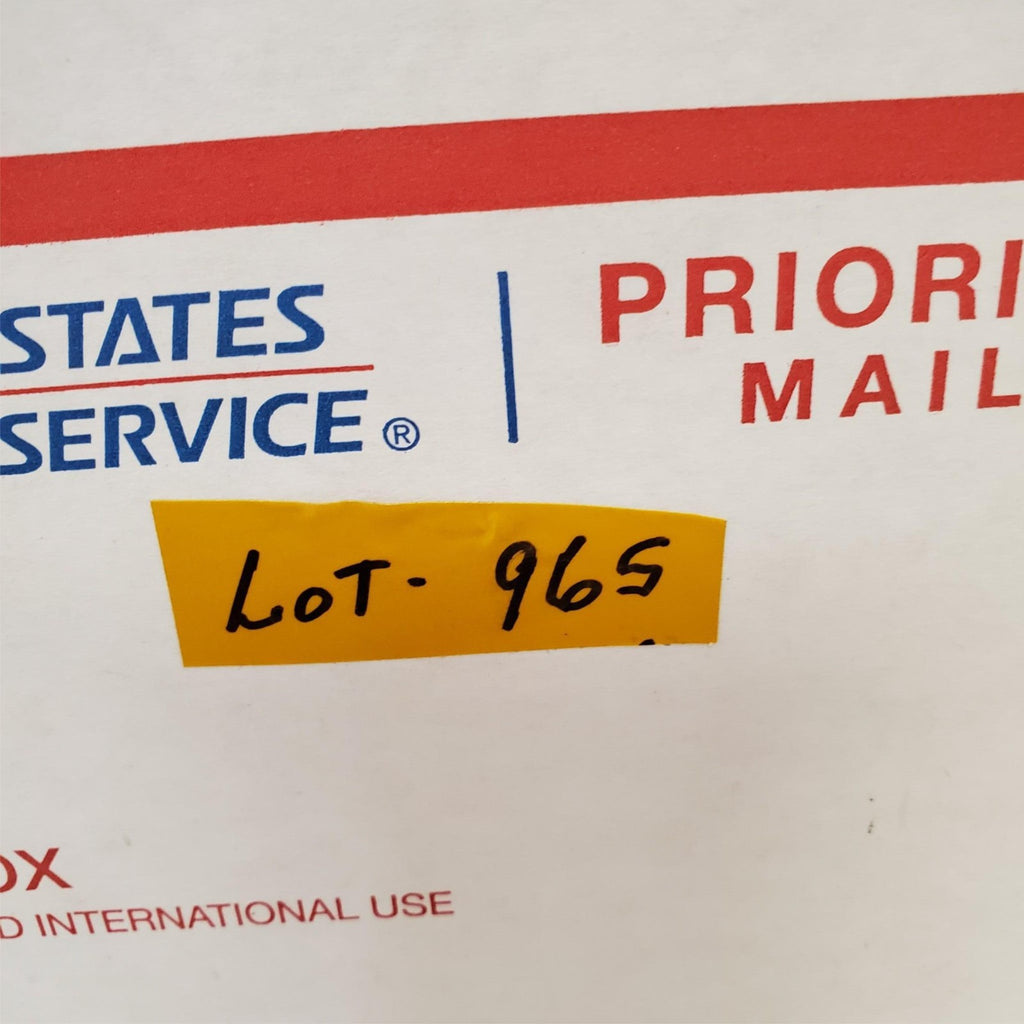 STATES
SERVICE®
PRIORI
MAIL
LOT- 965
OX
D INTERNATIONAL USE